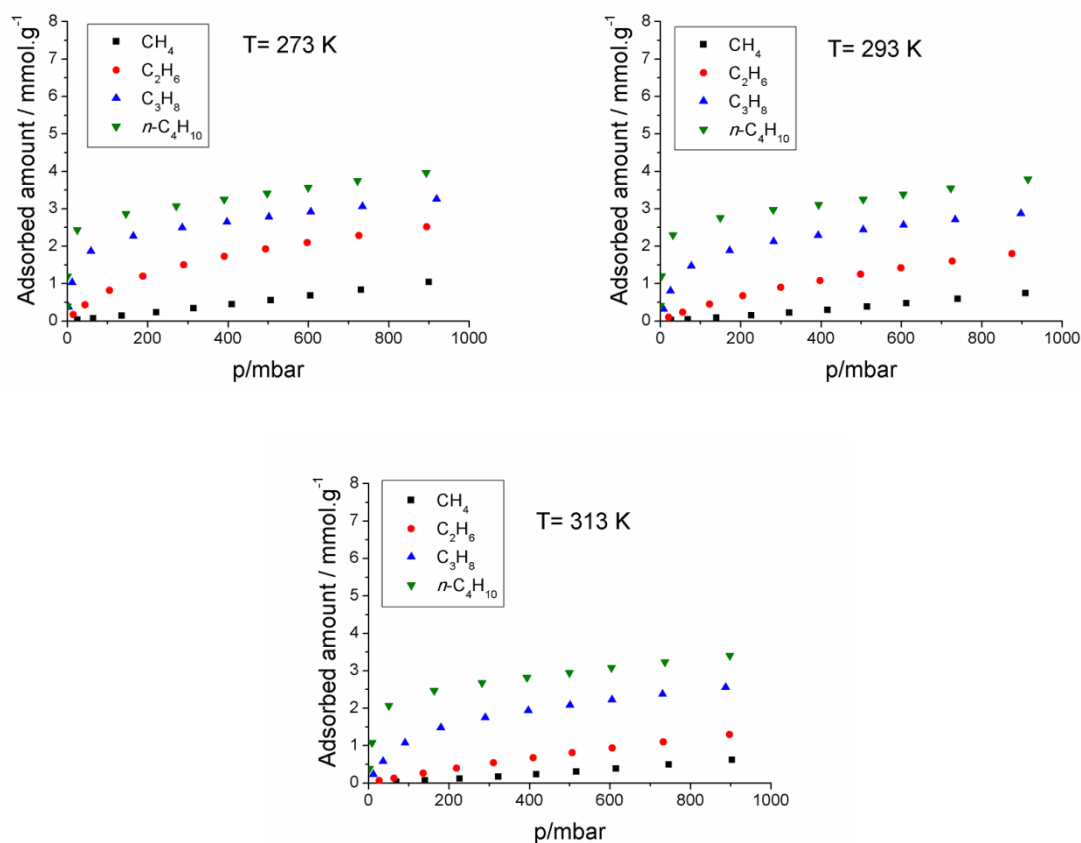 T= 273 K
CH₄
C₂H₆
C₃H₈
n-C₄H₁₀
Adsorbed amount / mmol.g⁻¹
8
7
6
5
4
3
2
1
0
0 200 400 600 800 1000
p/mbar
T= 293 K
CH₄
C₂H₆
C₃H₈
n-C₄H₁₀
Adsorbed amount / mmol.g⁻¹
8
7
6
5
4
3
2
1
0
0 200 400 600 800 1000
p/mbar
T= 313 K
CH₄
C₂H₆
C₃H₈
n-C₄H₁₀
Adsorbed amount / mmol.g⁻¹
8
7
6
5
4
3
2
1
0
0 200 400 600 800 1000
p/mbar